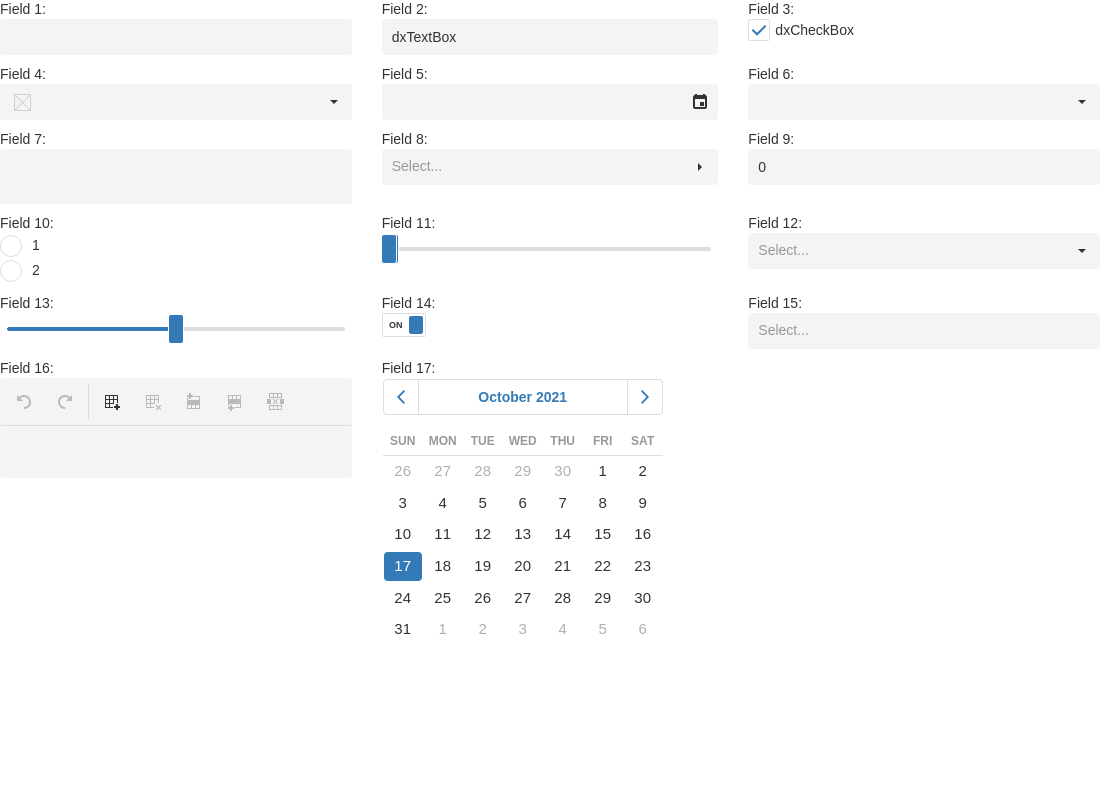 Field 1:
Field 2:
dxTextBox
Field 3:
dxCheckBox
Field 4:
Field 5:
Field 6:
Field 7:
Field 8:
Select...
Field 9:
0
Field 10:
1
2
Field 11:
Field 12:
Select...
Field 13:
Field 14:
ON
Field 15:
Select...
Field 16:
Field 17:
October 2021
SUN MON TUE WED THU FRI SAT
26 27 28 29 30 1 2
3 4 5 6 7 8 9
10 11 12 13 14 15 16
17 18 19 20 21 22 23
24 25 26 27 28 29 30
31 1 2 3 4 5 6